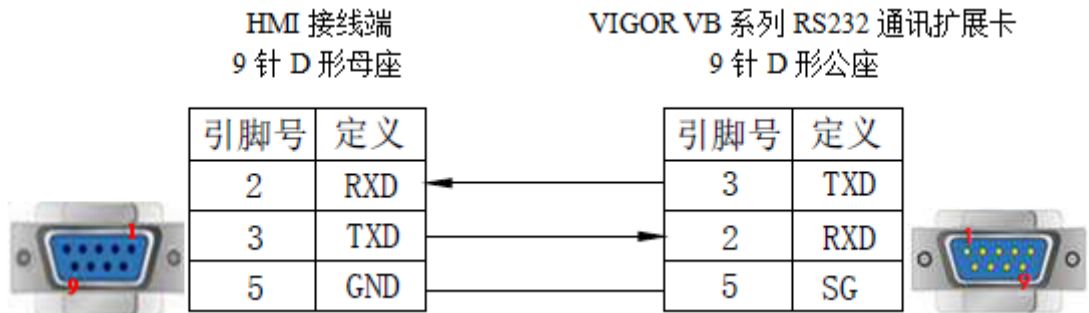 HMI 接线端
9 针 D 形母座
VIGOR VB 系列 RS232 通讯扩展卡
9 针 D 形公座
引脚号 定义
2 RXD
3 TXD
5 GND
引脚号 定义
3 TXD
2 RXD
5 SG
1
9
1
9